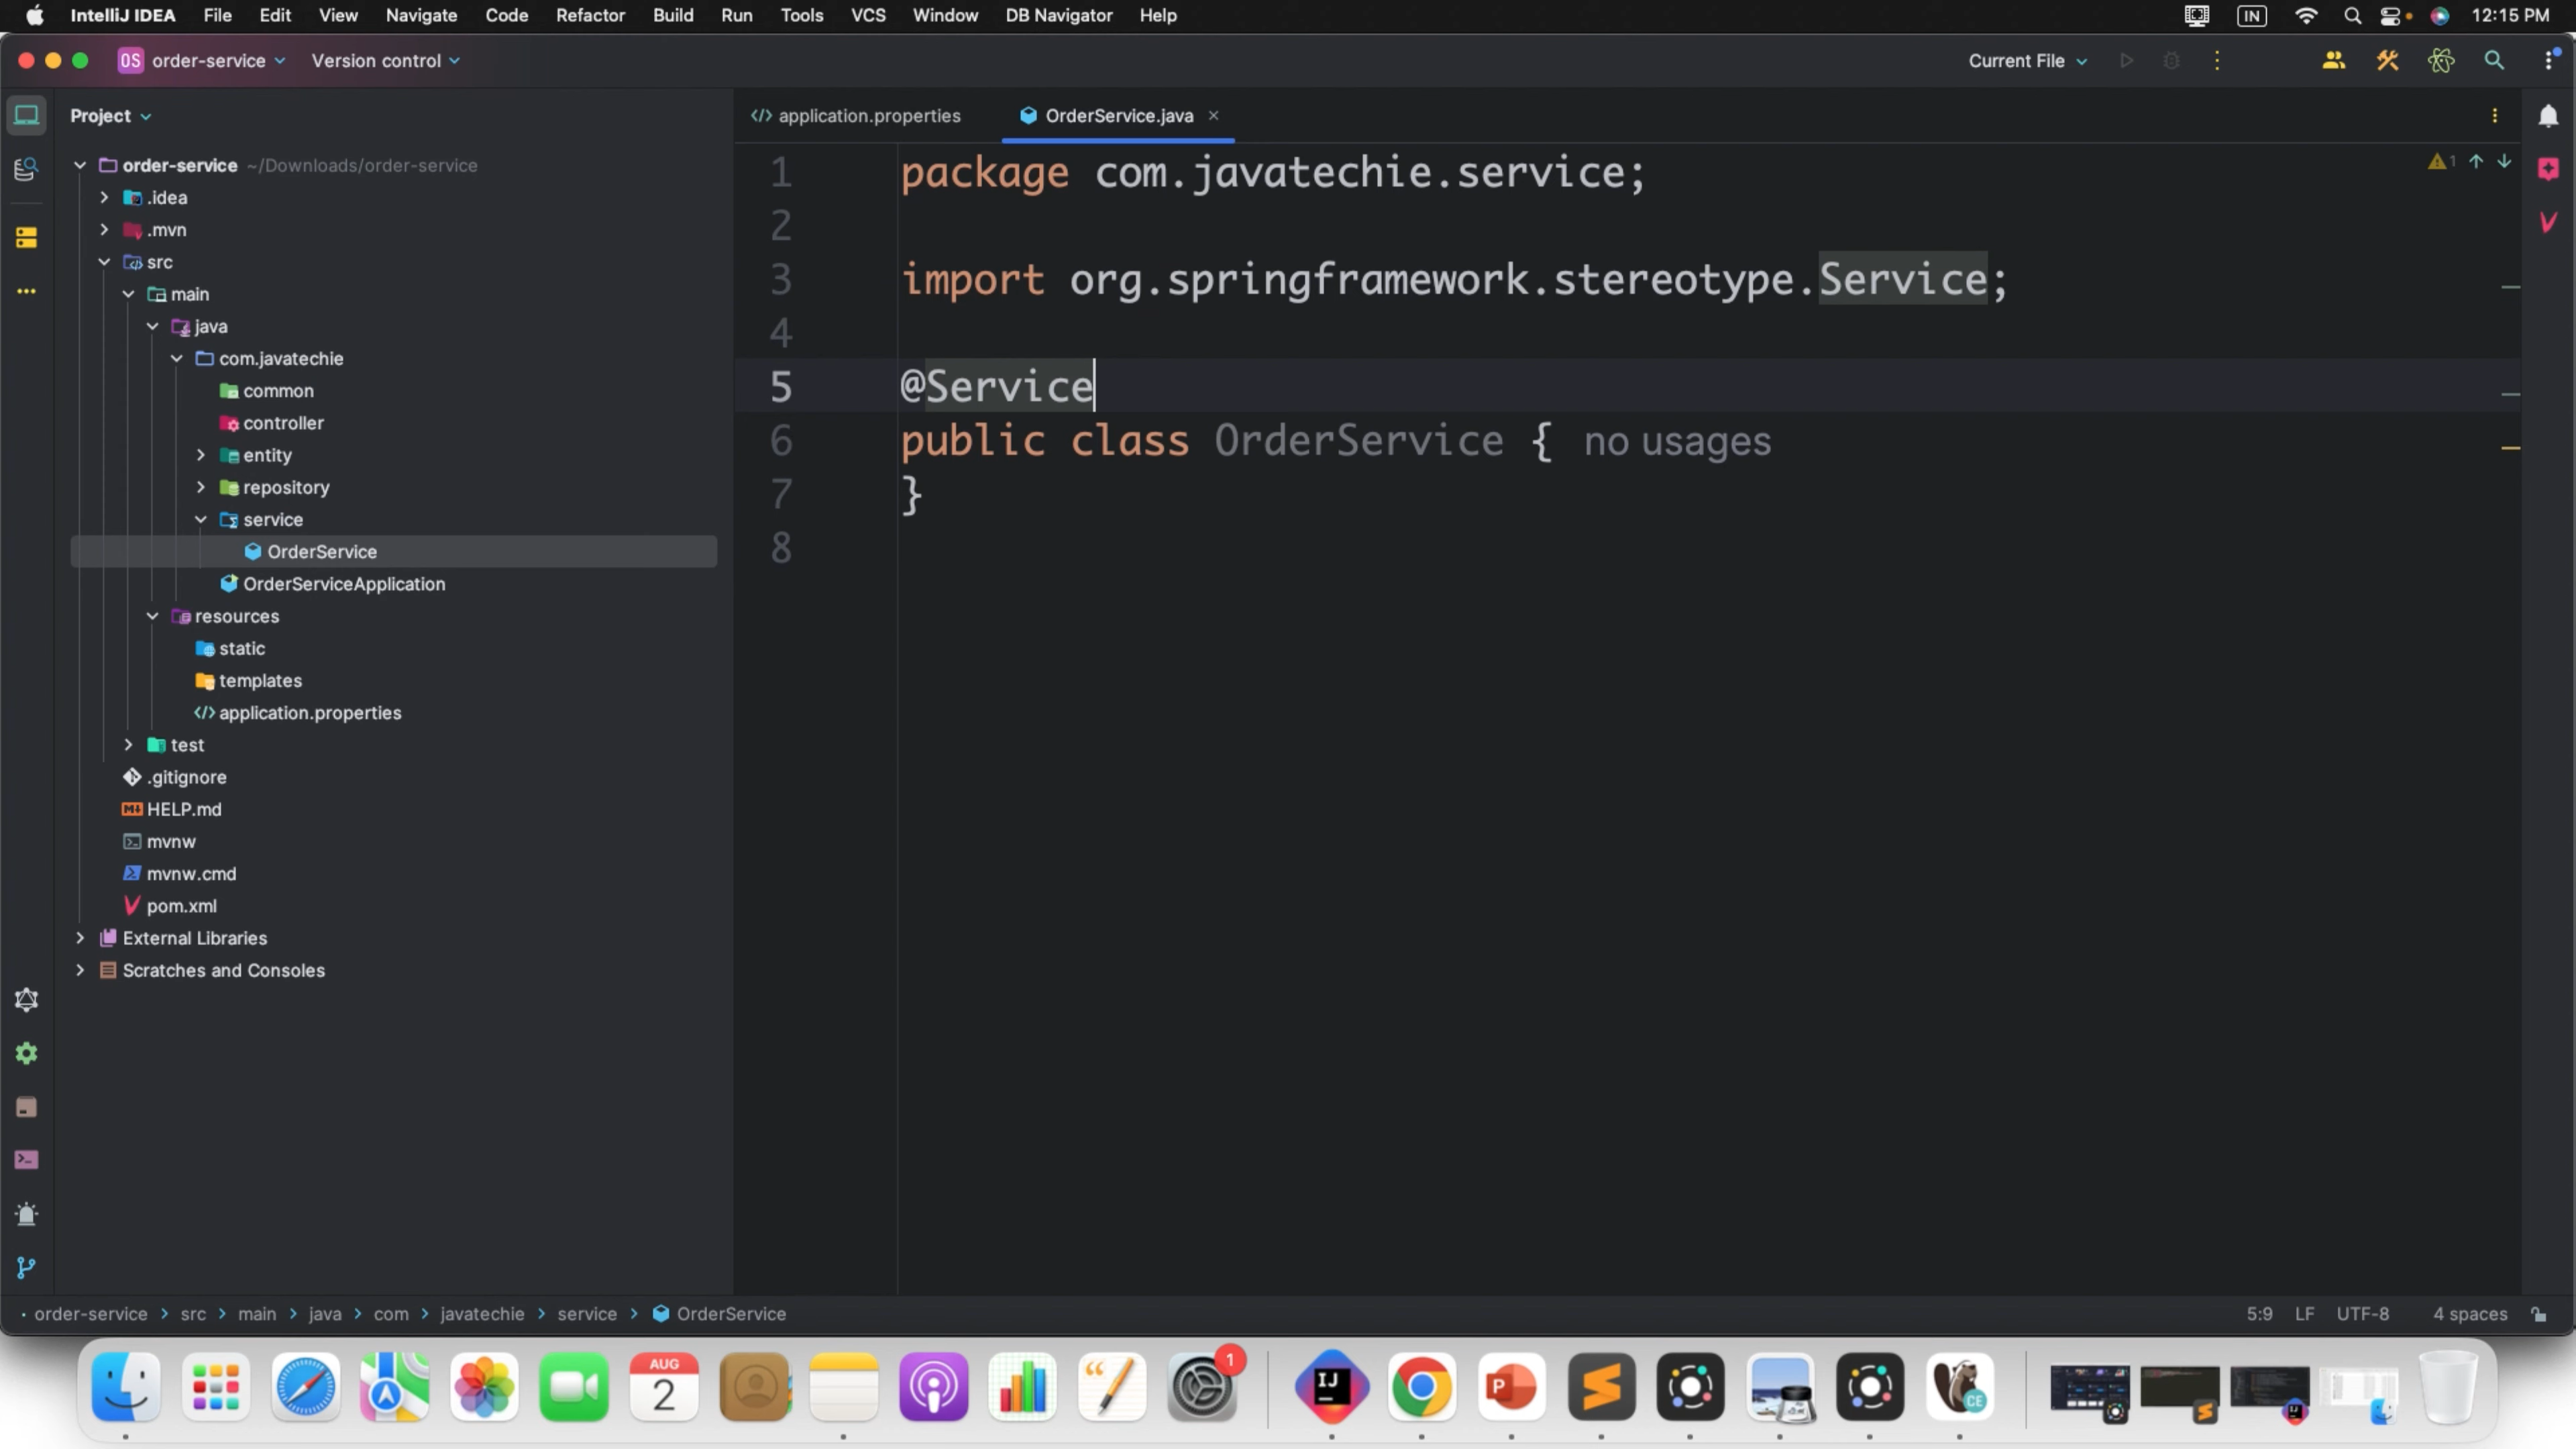 IntelliJ IDEA File Edit View Navigate Code Refactor Build Run Tools VCS Window DB Navigator Help IN 12:15 PM
OS order-service Version control Current File
Project
application.properties OrderService.java
order-service ~/Downloads/order-service
.idea
.mvn
src
main
java
com.javatechie
common
controller
entity
repository
service
OrderService
OrderServiceApplication
resources
static
templates
application.properties
test
.gitignore
HELP.md
mvnw
mvnw.cmd
pom.xml
External Libraries
Scratches and Consoles
1 package com.javatechie.service;
2
3 import org.springframework.stereotype.Service;
4
5 @Service
6 public class OrderService { no usages
7 }
8
1
order-service > src > main > java > com > javatechie > service > OrderService 5:9 LF UTF-8 4 spaces
AUG
2
1
IJ
P
CE